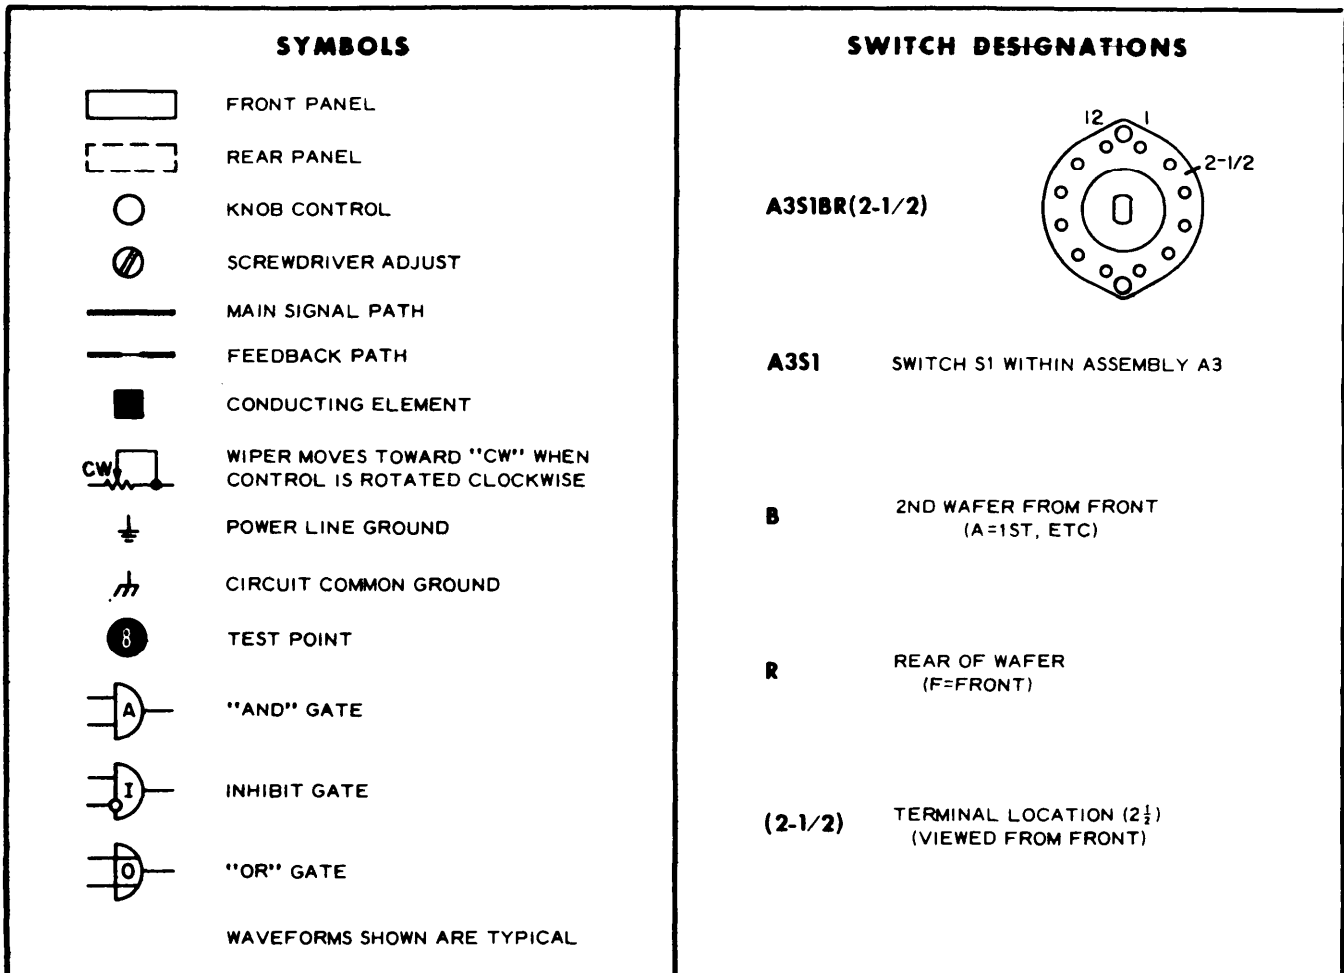 SYMBOLS
FRONT PANEL
REAR PANEL
KNOB CONTROL
SCREWDRIVER ADJUST
MAIN SIGNAL PATH
FEEDBACK PATH
CONDUCTING ELEMENT
CW
WIPER MOVES TOWARD "CW" WHEN
CONTROL IS ROTATED CLOCKWISE
POWER LINE GROUND
CIRCUIT COMMON GROUND
8
TEST POINT
A
"AND" GATE
I
INHIBIT GATE
O
"OR" GATE
WAVEFORMS SHOWN ARE TYPICAL
SWITCH DESIGNATIONS
12 1
2-1/2
A3S1BR(2-1/2)
A3S1 SWITCH S1 WITHIN ASSEMBLY A3
B 2ND WAFER FROM FRONT
(A=1ST, ETC)
R REAR OF WAFER
(F=FRONT)
(2-1/2) TERMINAL LOCATION (2½)
(VIEWED FROM FRONT)